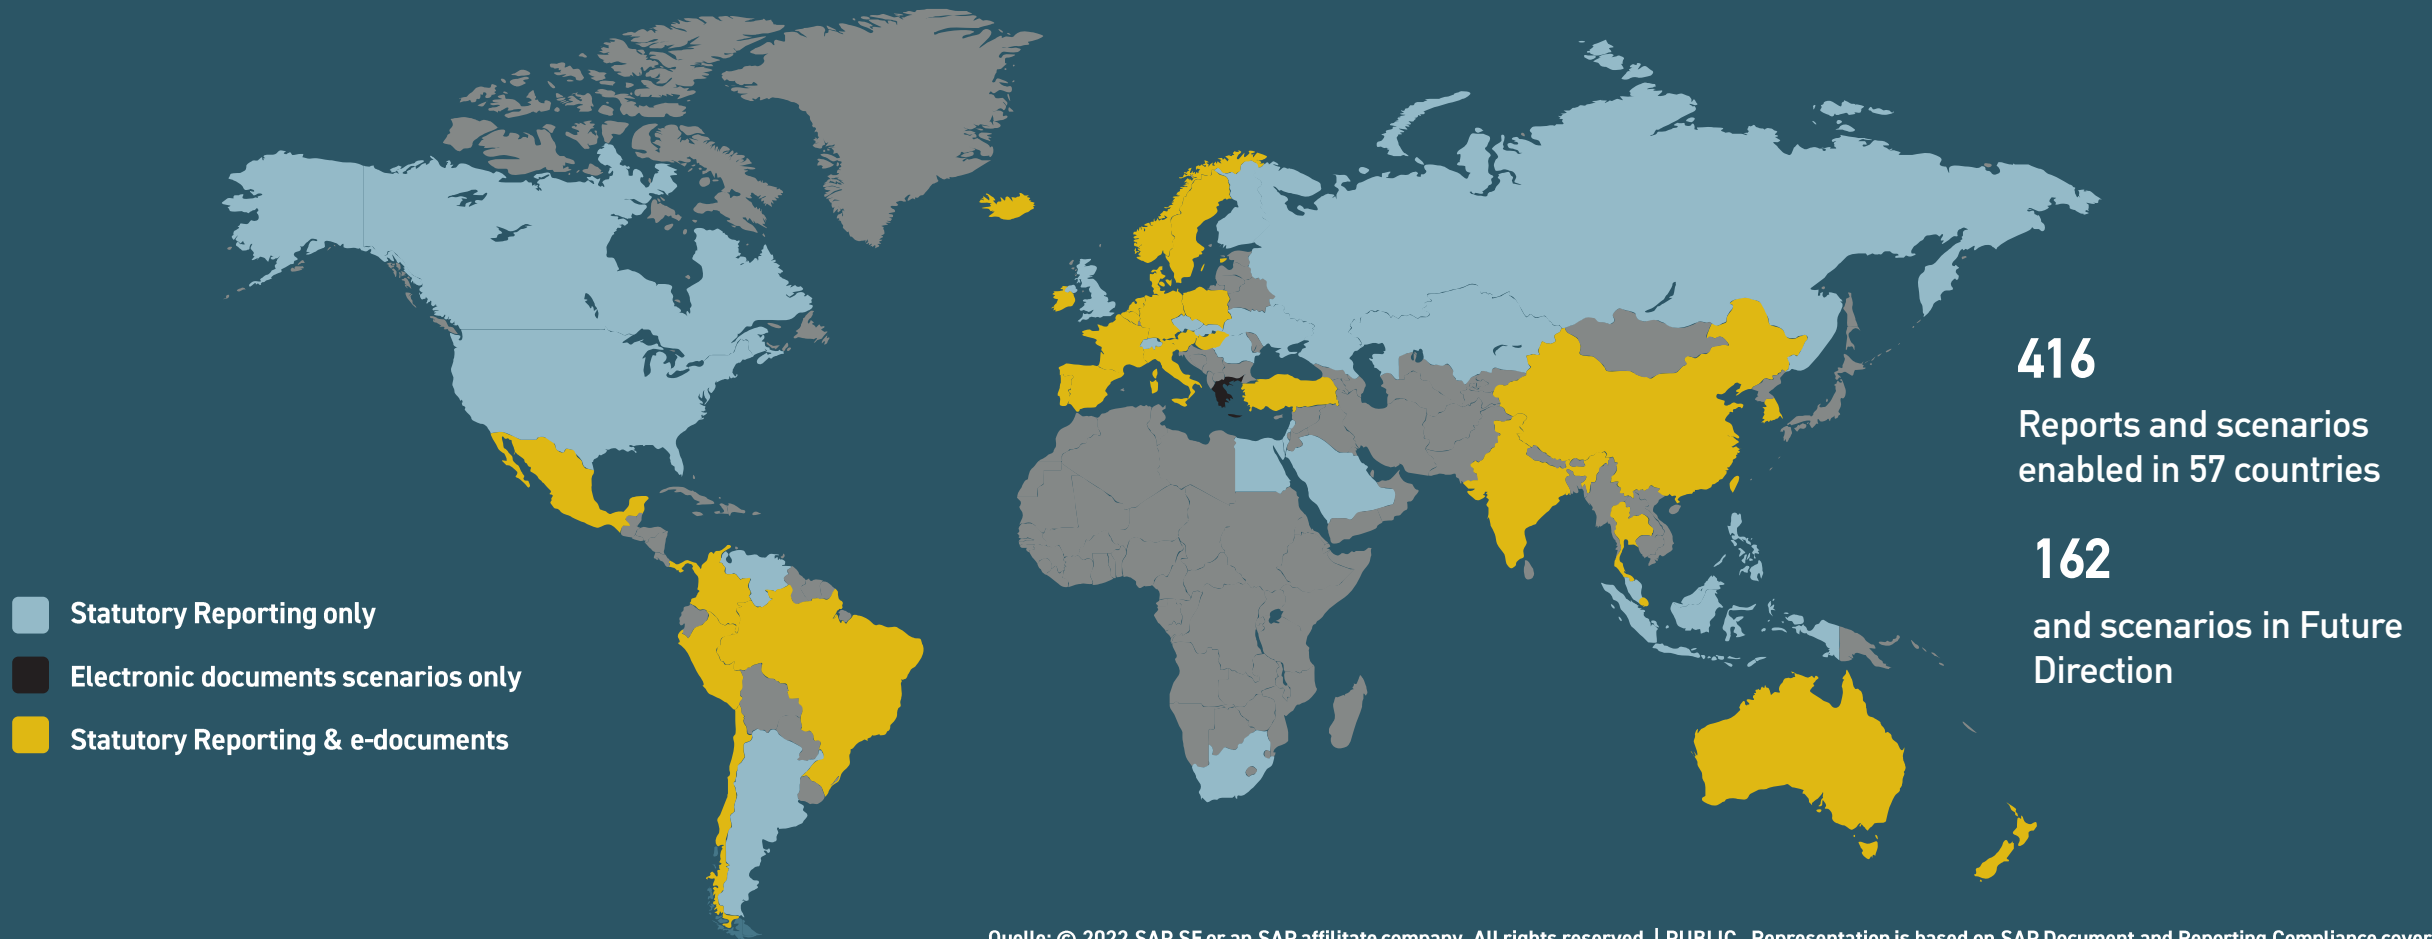 416
Reports and scenarios
enabled in 57 countries
162
and scenarios in Future
Direction
Statutory Reporting only
Electronic documents scenarios only
Statutory Reporting & e-documents
Quelle: © 2022 SAP SE or an SAP affilitate company. All rights reserved. | PUBLIC Representation is based on SAP Document and Reporting Compliance